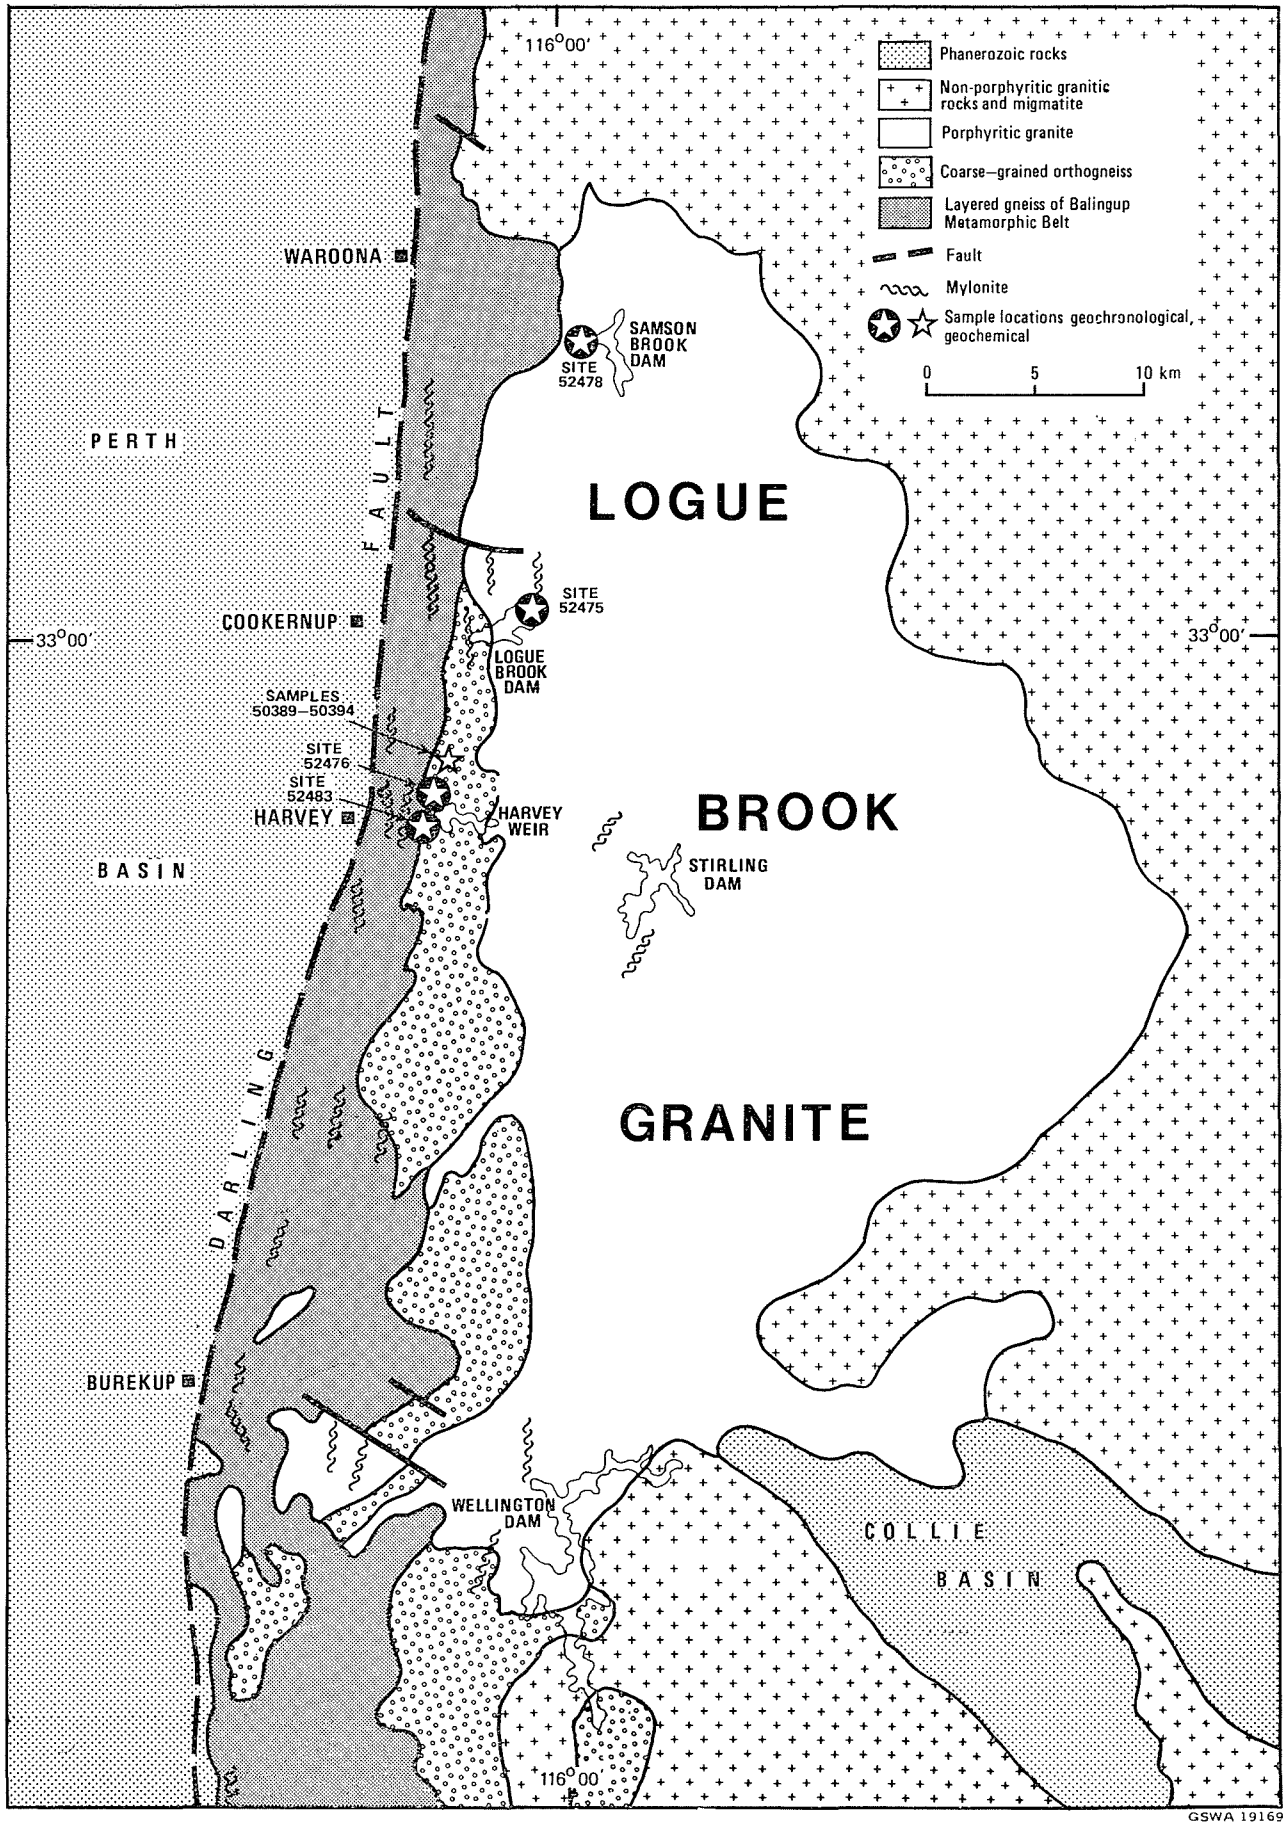 116°00'
Phanerozoic rocks
Non-porphyritic granitic
rocks and migmatite
Porphyritic granite
Coarse-grained orthogneiss
Layered gneiss of Balingup
Metamorphic Belt
Fault
Mylonite
Sample locations geochronological,
geochemical
0 5 10 km
WAROONA
SAMSON
BROOK
DAM
SITE
52478
PERTH
FAULT
LOGUE
SITE
52475
COOKERNUP
33°00'
33°00'
LOGUE
BROOK
DAM
SAMPLES
50389-50394
SITE
52476
SITE
52483
HARVEY
HARVEY
WEIR
BROOK
STIRLING
DAM
BASIN
DARLING
GRANITE
BUREKUP
WELLINGTON
DAM
COLLIE
BASIN
116°00'
GSWA 19169